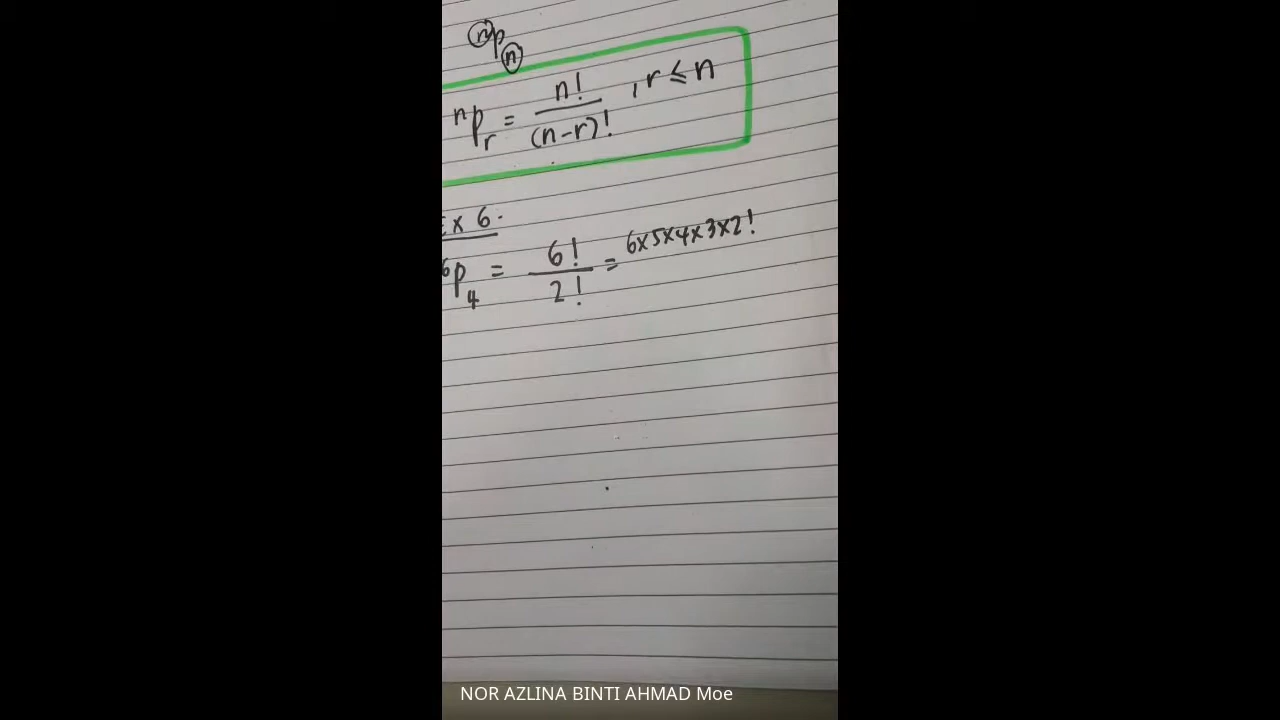 ⁿPₙ
ⁿPᵣ = n!/(n-r)! , r ≤ n
Ex 6.
⁶P₄ = 6!/2! = 6x5x4x3x2!
NOR AZLINA BINTI AHMAD Moe